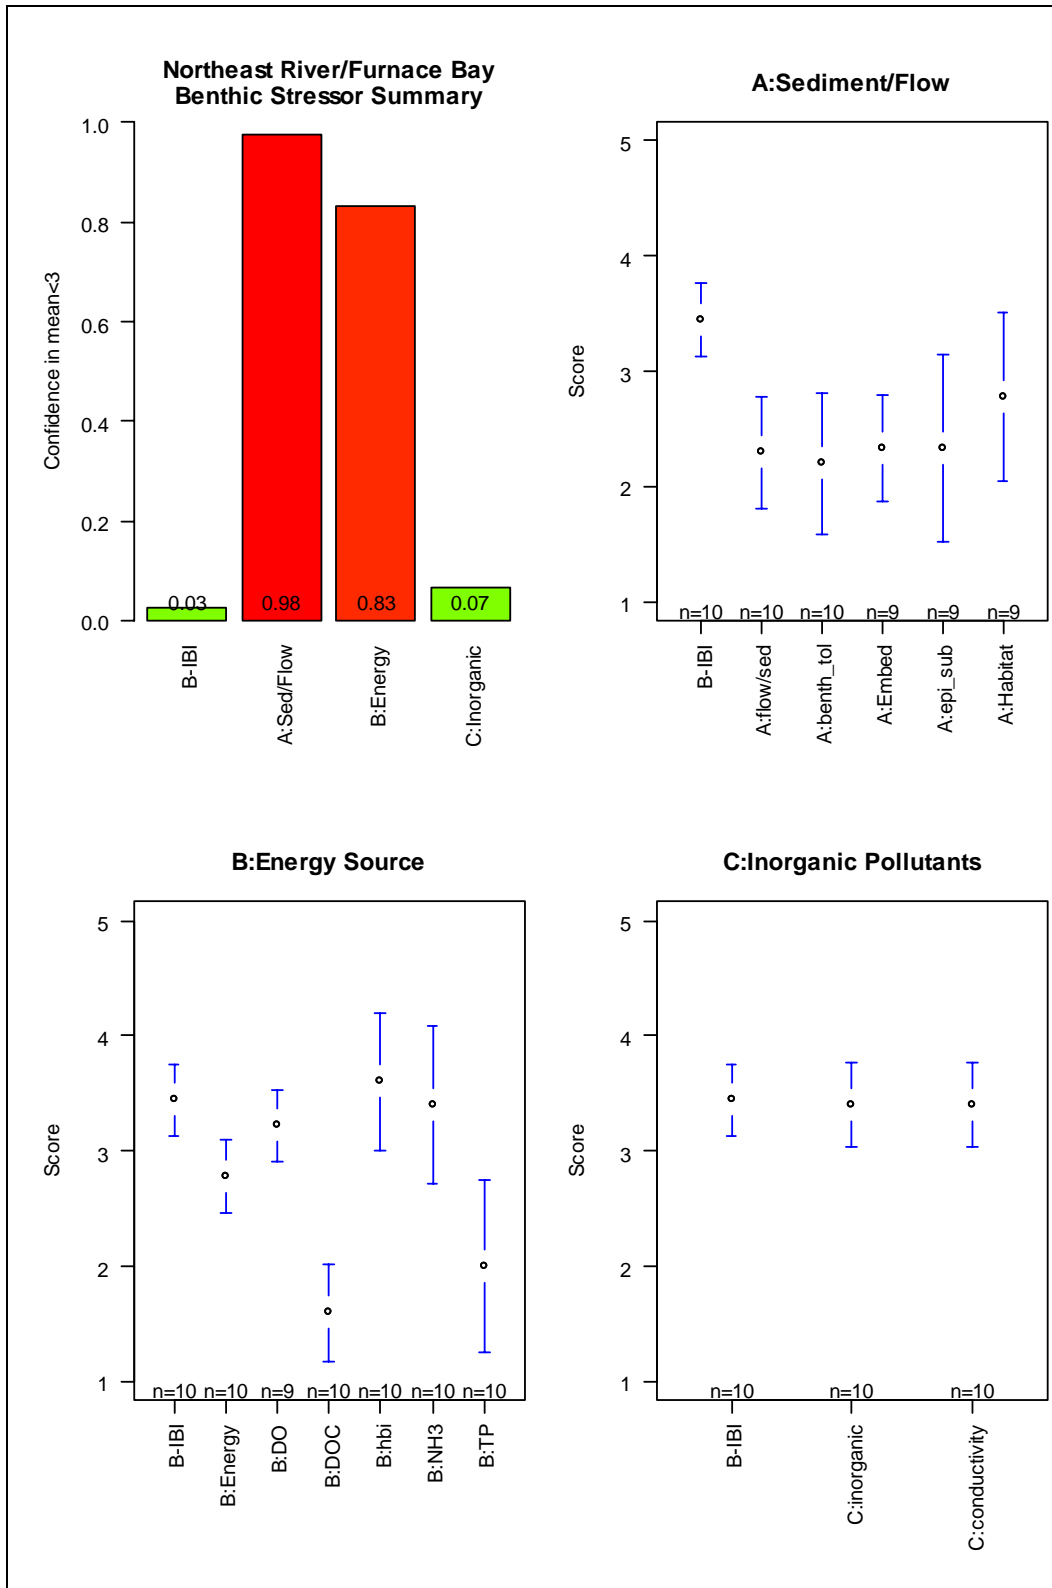 Northeast River/Furnace Bay
Benthic Stressor Summary
Confidence in mean<3
1.0
0.8
0.6
0.4
0.2
0.0
0.03
0.98
0.83
0.07
B-IBI
A:Sed/Flow
B:Energy
C:Inorganic
A:Sediment/Flow
Score
5
4
3
2
1
n=10
n=10
n=10
n=9
n=9
n=9
B-IBI
A:flow/sed
A:benth_tol
A:Embed
A:epi_sub
A:Habitat
B:Energy Source
Score
5
4
3
2
1
n=10
n=10
n=9
n=10
n=10
n=10
n=10
B-IBI
B:Energy
B:DO
B:DOC
B:hbi
B:NH3
B:TP
C:Inorganic Pollutants
Score
5
4
3
2
1
n=10
n=10
n=10
B-IBI
C:inorganic
C:conductivity